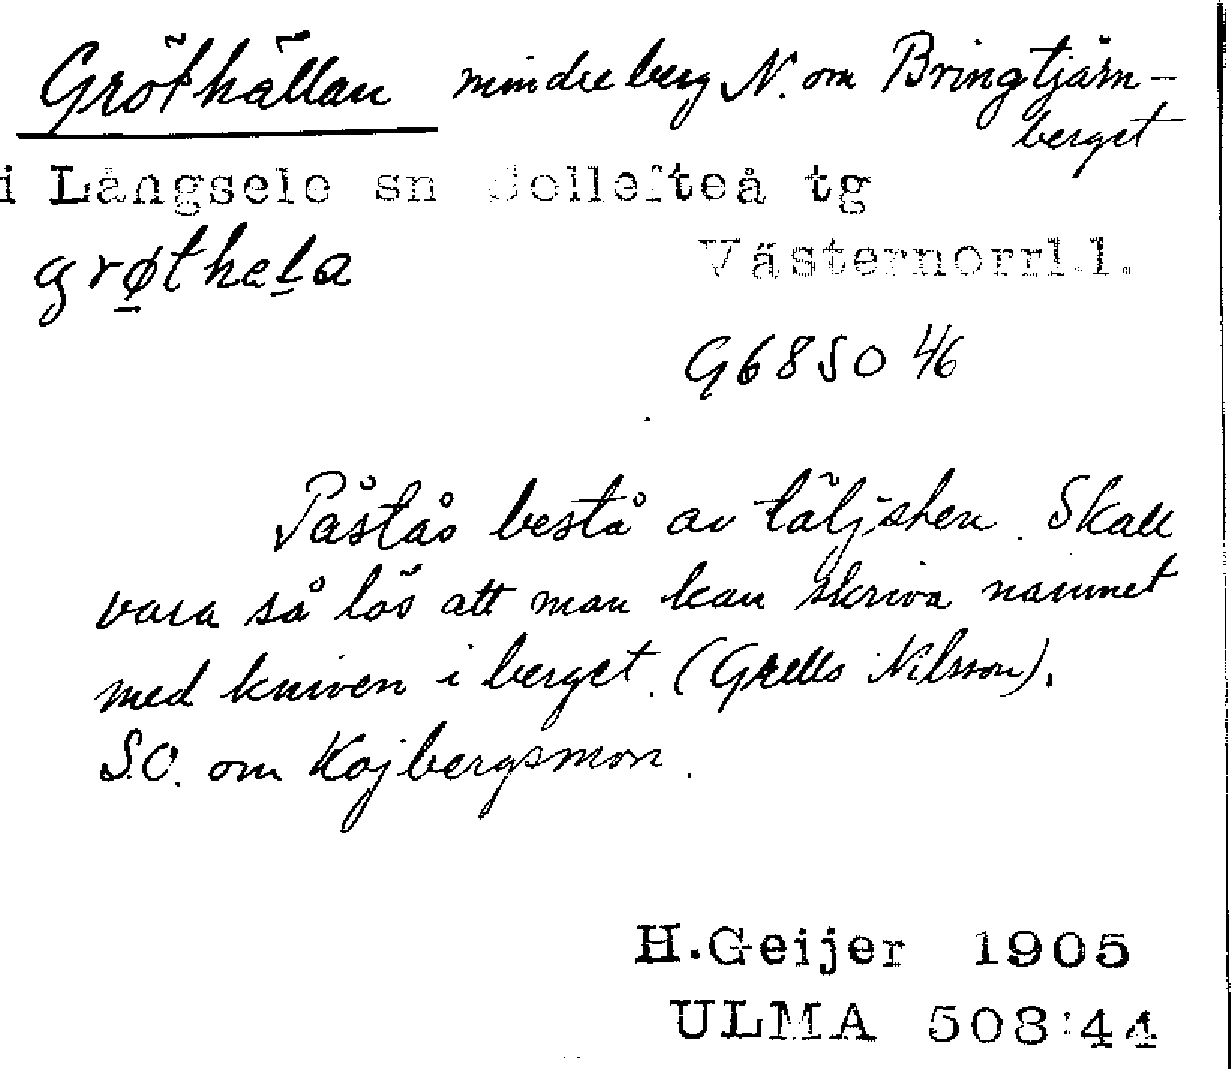 Gröthällan mindre berg N. om Bringtjärn-
berget
i Långsele sn Sollefteå tg
grøthęła
Västernorrl.l.
G6850 46
Påstås bestå av täljsten. Skall
vara så lös att man kan skriva namnet
med kniven i berget. (Grells Nilsson).
S.O. om Kojbergsmon.
H.Geijer 1905
ULMA 508:44